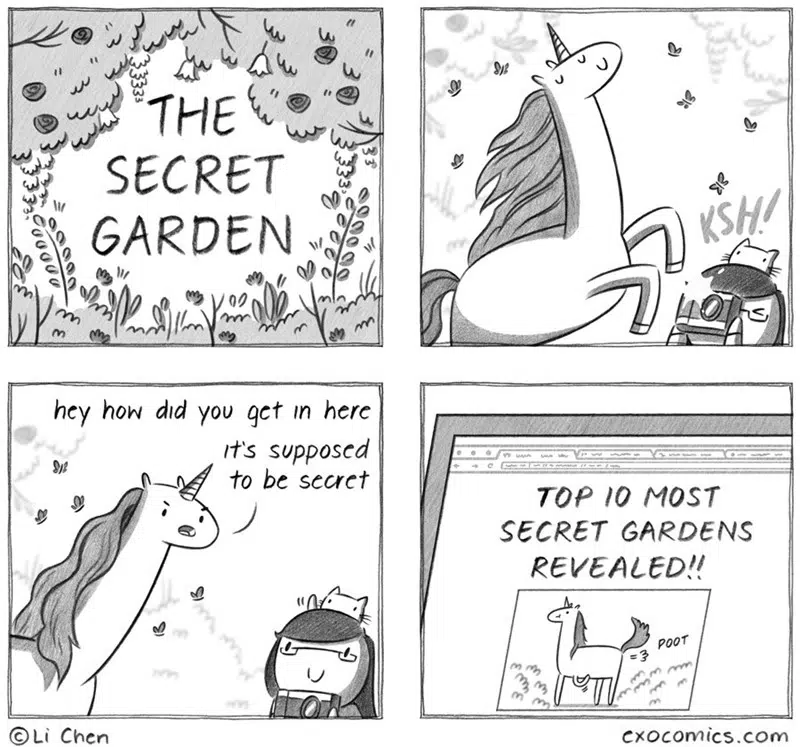 THE
SECRET
GARDEN
KSH!
hey how did you get in here
it's supposed
to be secret
TOP 10 MOST
SECRET GARDENS
REVEALED!!
POOT
©Li Chen
exocomics.com